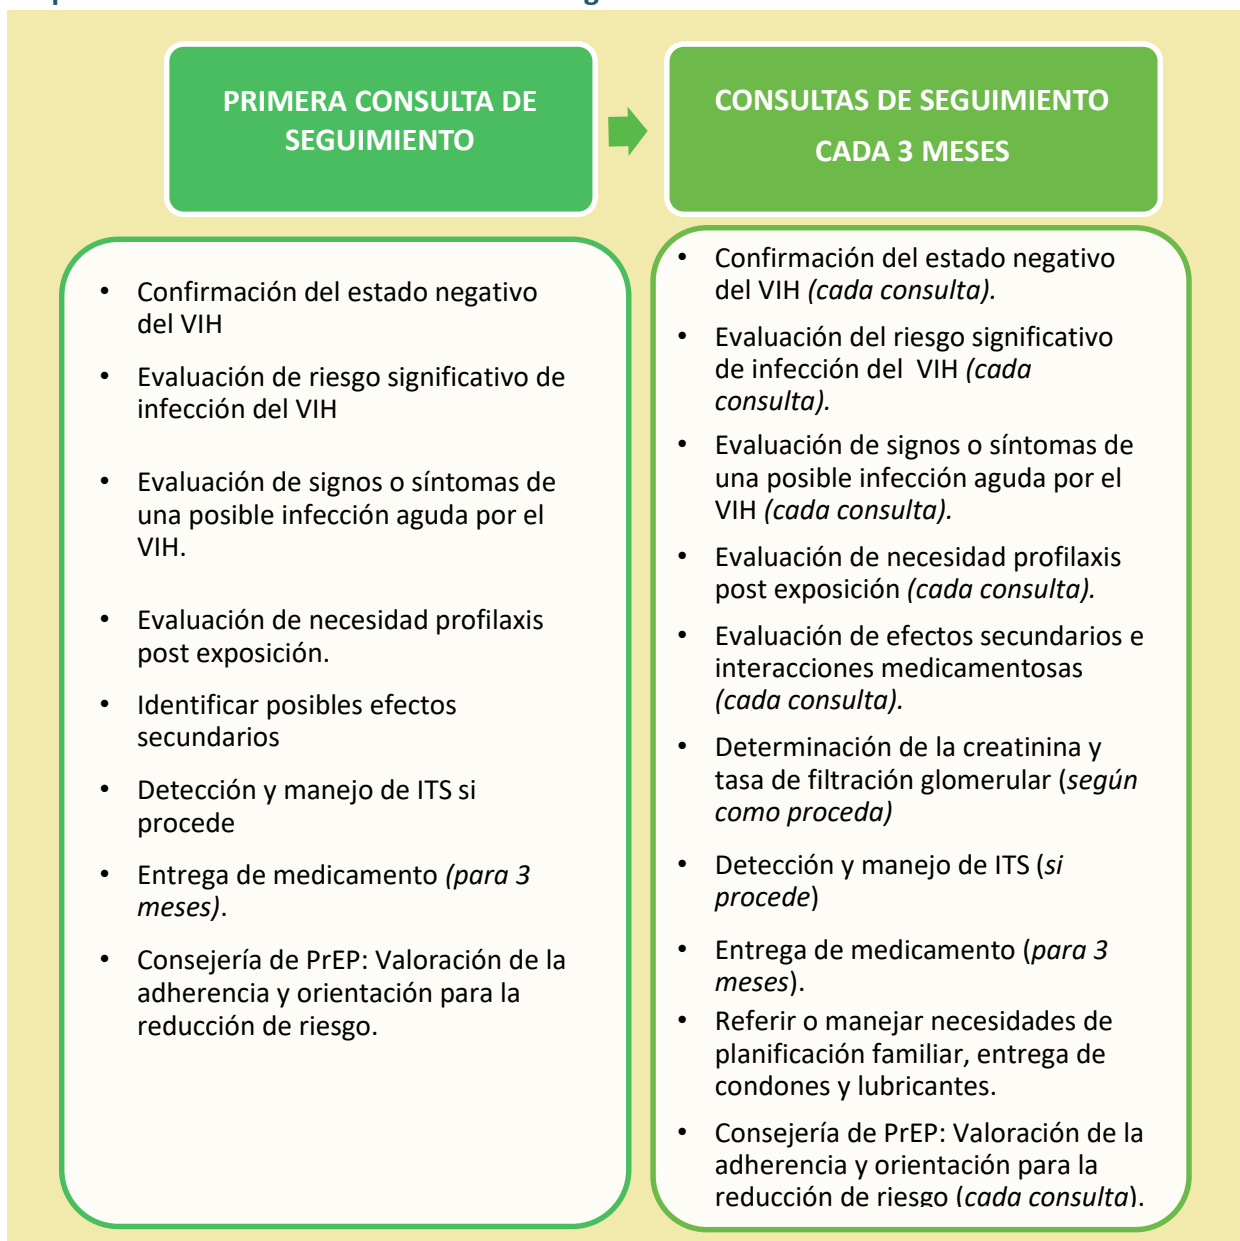 PRIMERA CONSULTA DE
SEGUIMIENTO
CONSULTAS DE SEGUIMIENTO
CADA 3 MESES
• Confirmación del estado negativo
del VIH
• Evaluación de riesgo significativo de
infección del VIH
• Evaluación de signos o síntomas de
una posible infección aguda por el
VIH.
• Evaluación de necesidad profilaxis
post exposición.
• Identificar posibles efectos
secundarios
• Detección y manejo de ITS si
procede
• Entrega de medicamento (para 3
meses).
• Consejería de PrEP: Valoración de la
adherencia y orientación para la
reducción de riesgo.
• Confirmación del estado negativo
del VIH (cada consulta).
• Evaluación del riesgo significativo
de infección del VIH (cada
consulta).
• Evaluación de signos o síntomas de
una posible infección aguda por el
VIH (cada consulta).
• Evaluación de necesidad profilaxis
post exposición (cada consulta).
• Evaluación de efectos secundarios e
interacciones medicamentosas
(cada consulta).
• Determinación de la creatinina y
tasa de filtración glomerular (según
como proceda)
• Detección y manejo de ITS (si
procede)
• Entrega de medicamento (para 3
meses).
• Referir o manejar necesidades de
planificación familiar, entrega de
condones y lubricantes.
• Consejería de PrEP: Valoración de la
adherencia y orientación para la
reducción de riesgo (cada consulta).